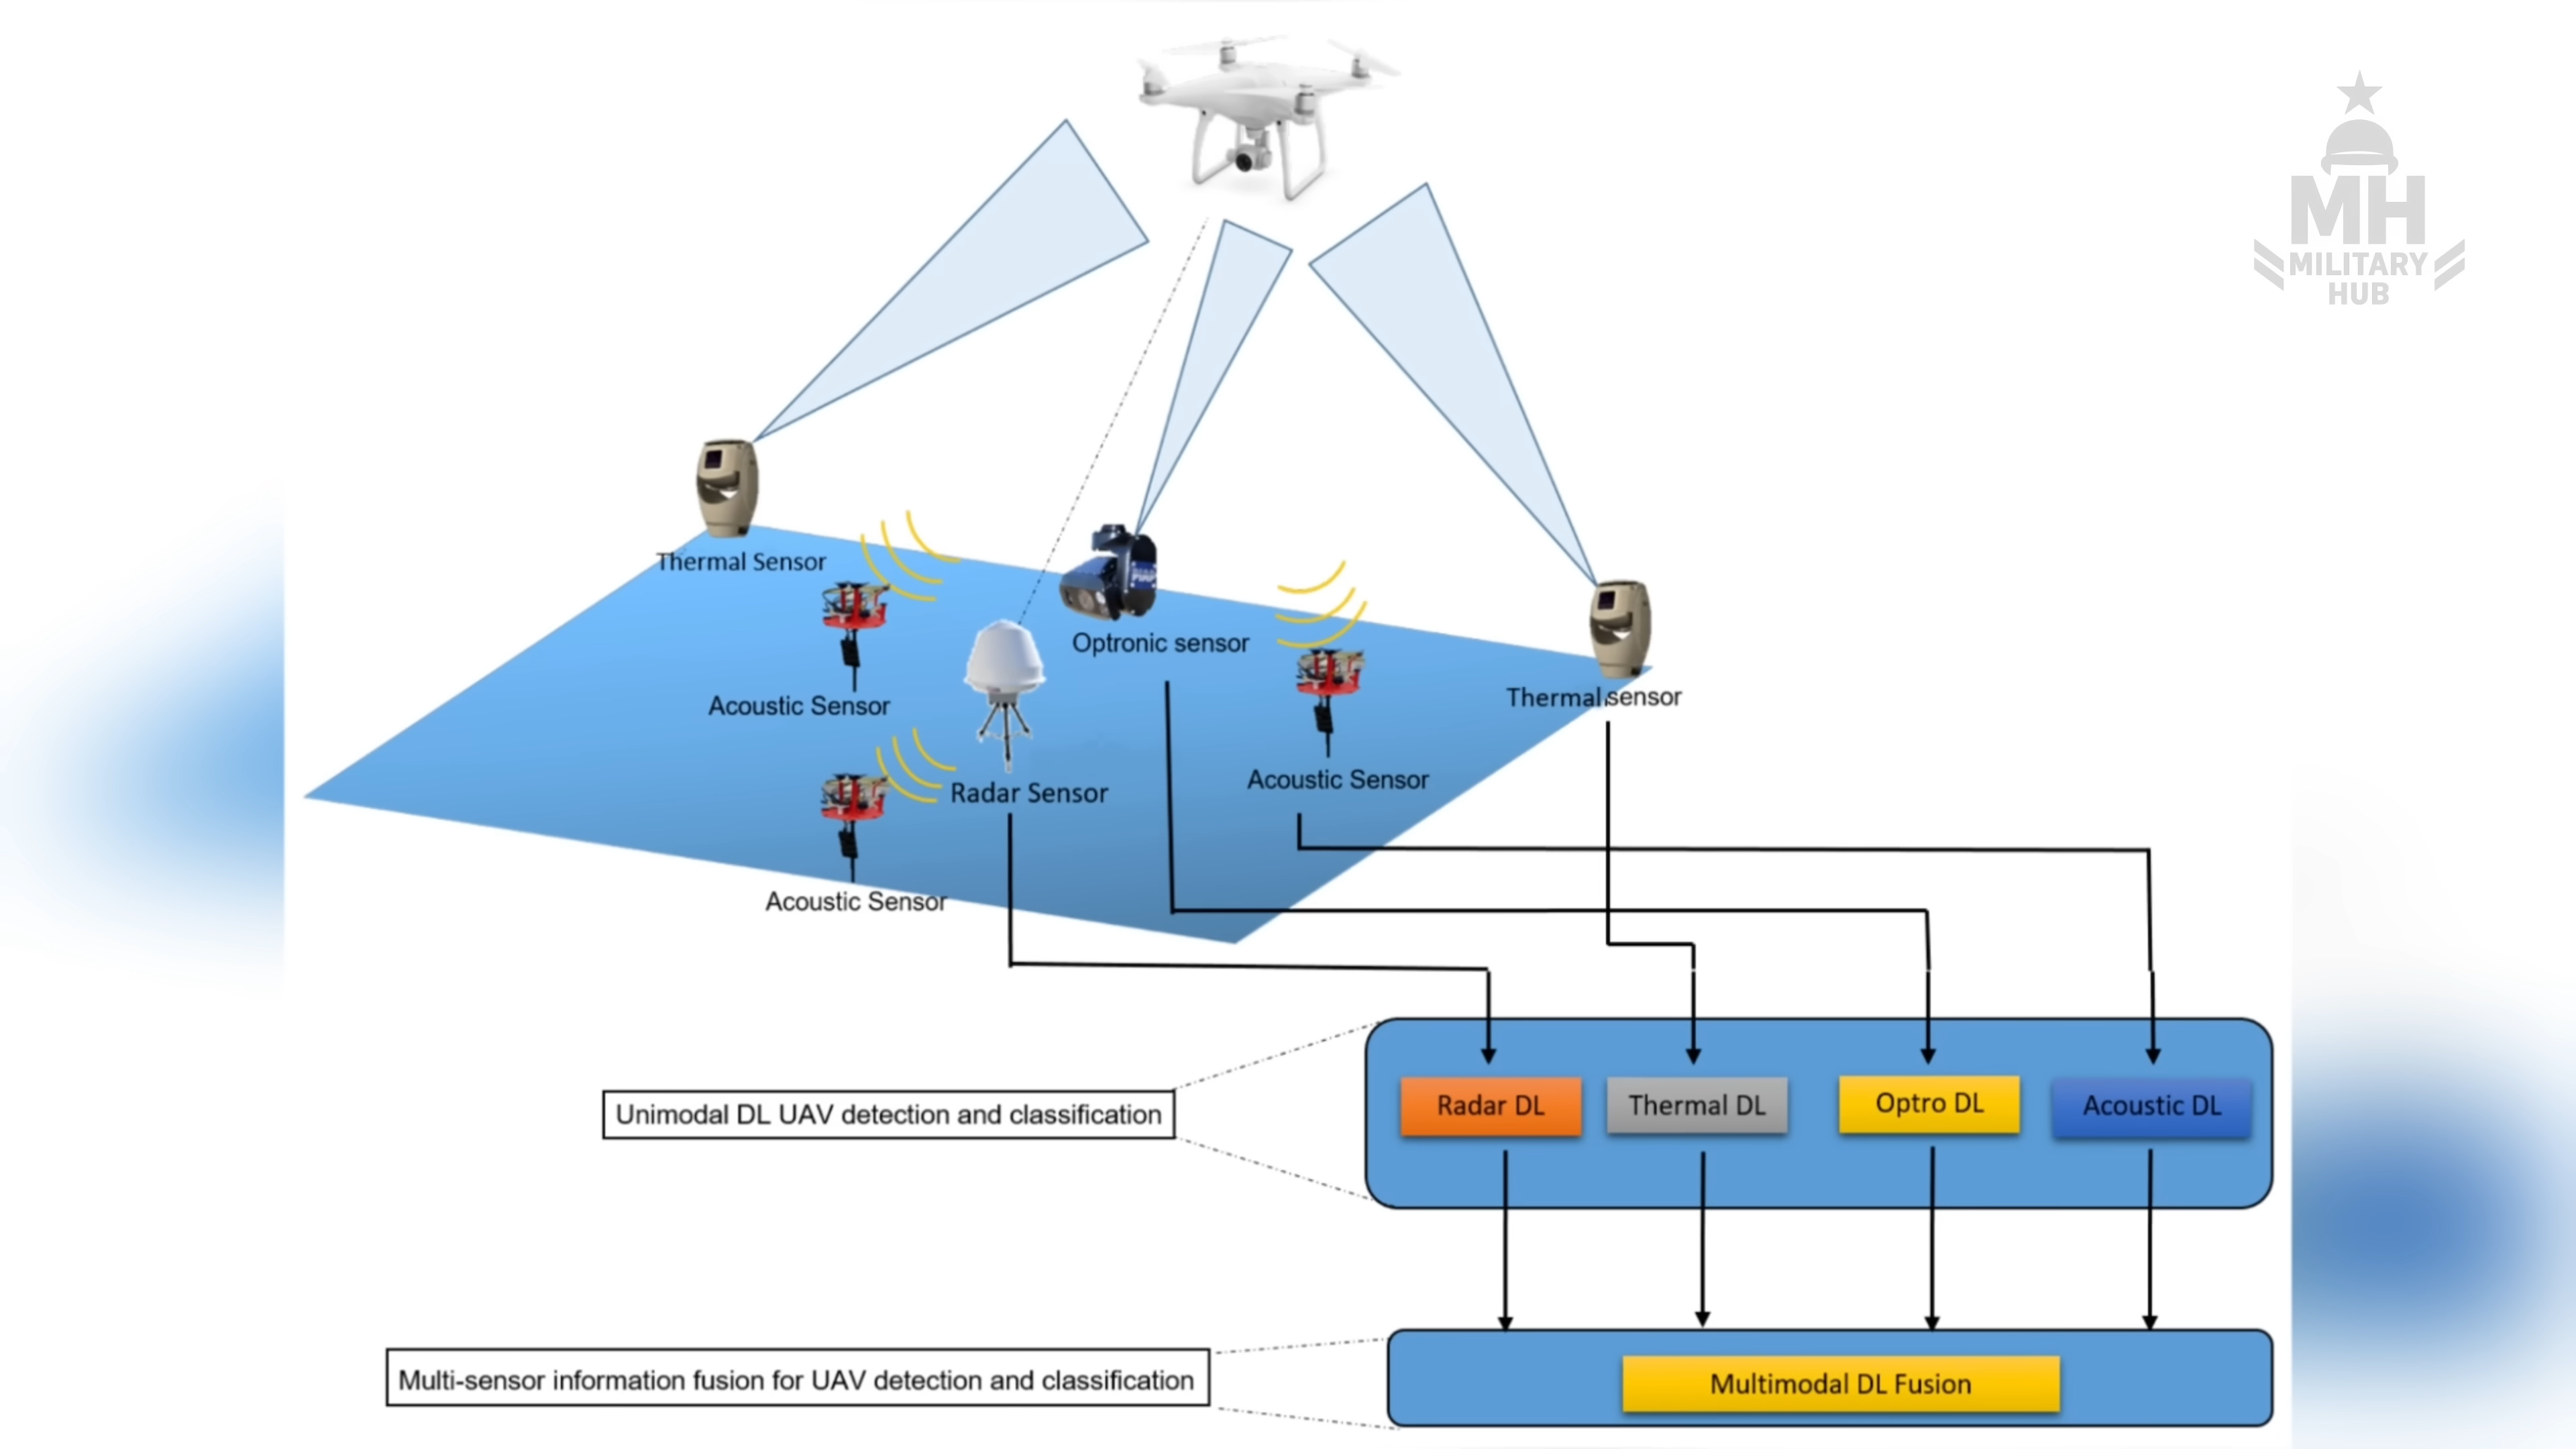 MH
MILITARY
HUB
Thermal Sensor
Optronic sensor
Acoustic Sensor
Thermal sensor
Radar Sensor
Acoustic Sensor
Acoustic Sensor
Unimodal DL UAV detection and classification
Radar DL
Thermal DL
Optro DL
Acoustic DL
Multi-sensor information fusion for UAV detection and classification
Multimodal DL Fusion